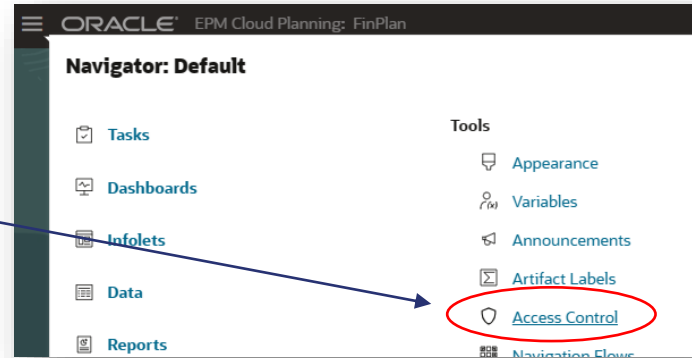 ORACLE EPM Cloud Planning: FinPlan
Navigator: Default
Tasks
Dashboards
Infolets
Data
Reports
Tools
Appearance
Variables
Announcements
Artifact Labels
Access Control
Navigation Flows